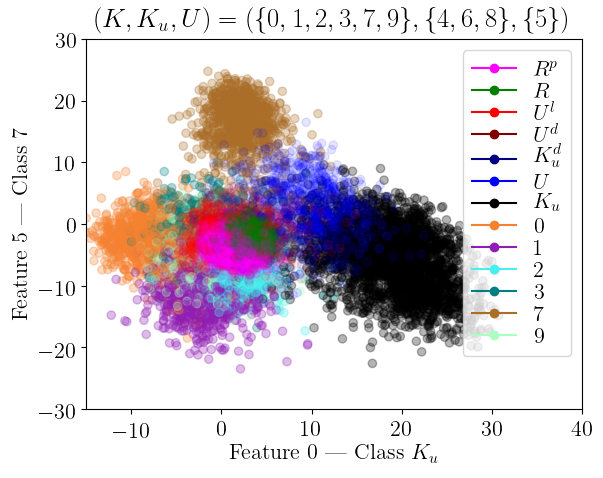 (K, K_u, U) = ({0, 1, 2, 3, 7, 9}, {4, 6, 8}, {5})
30
20
10
0
−10
−20
−30
Feature 5 — Class 7
R^p
R
U^l
U^d
K_u^d
U
K_u
0
1
2
3
7
9
−10
0
10
20
30
40
Feature 0 — Class K_u